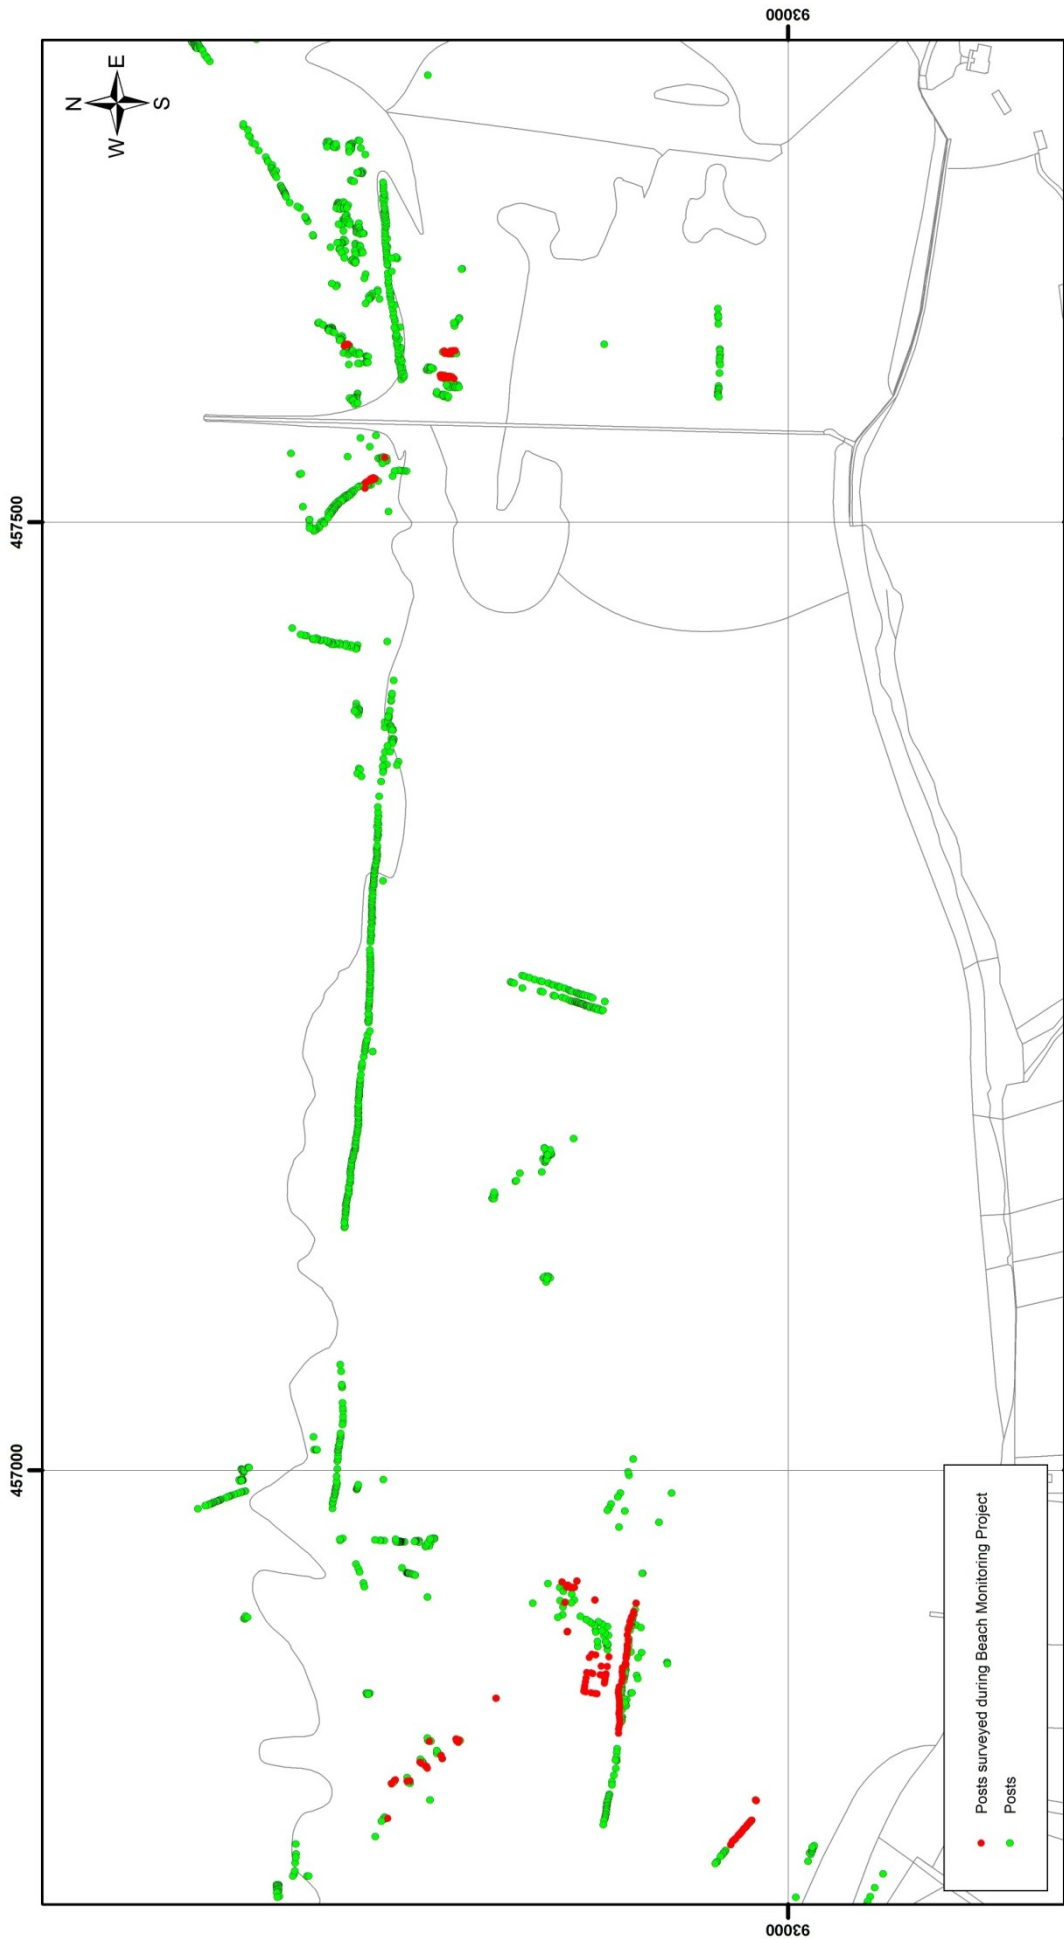 93000
N
W
E
S
457500
457000
Posts surveyed during Beach Monitoring Project
Posts
93000